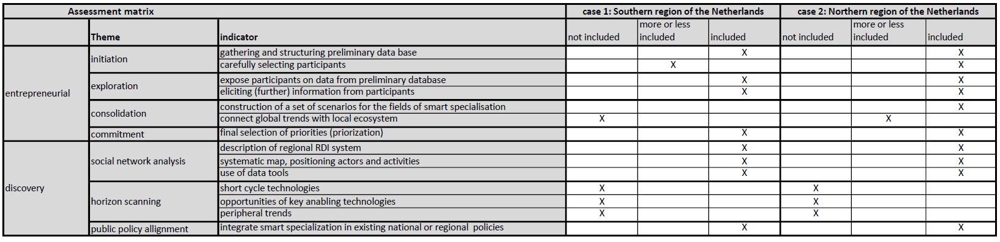 Assessment matrix case 1: Southern region of the Netherlands case 2: Northern region of the Netherlands
Theme indicator not included more or less included included not included more or less included included
entrepreneurial
initiation
gathering and structuring preliminary data base X X
carefully selecting participants X X
exploration
expose participants on data from preliminary database X X
eliciting (further) information from participants X X
consolidation
construction of a set of scenarios for the fields of smart specialisation X
connect global trends with local ecosystem X X
commitment final selection of priorities (priorization) X X
discovery
social network analysis
description of regional RDI system X X
systematic map, positioning actors and activities X X
use of data tools X X
horizon scanning
short cycle technologies X X
opportunities of key anabling technologies X X
peripheral trends X X
public policy allignment integrate smart specialization in existing national or regional policies X X